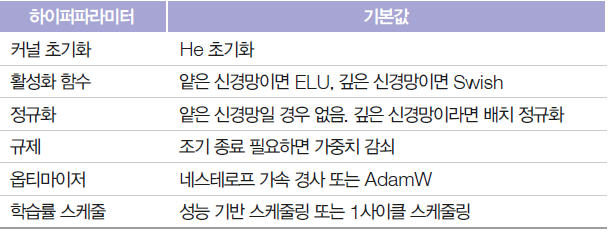 하이퍼파라미터 기본값
커널 초기화 He 초기화
활성화 함수 얕은 신경망이면 ELU, 깊은 신경망이면 Swish
정규화 얕은 신경망일 경우 없음. 깊은 신경망이라면 배치 정규화
규제 조기 종료 필요하면 가중치 감쇠
옵티마이저 네스테로프 가속 경사 또는 AdamW
학습률 스케줄 성능 기반 스케줄링 또는 1사이클 스케줄링